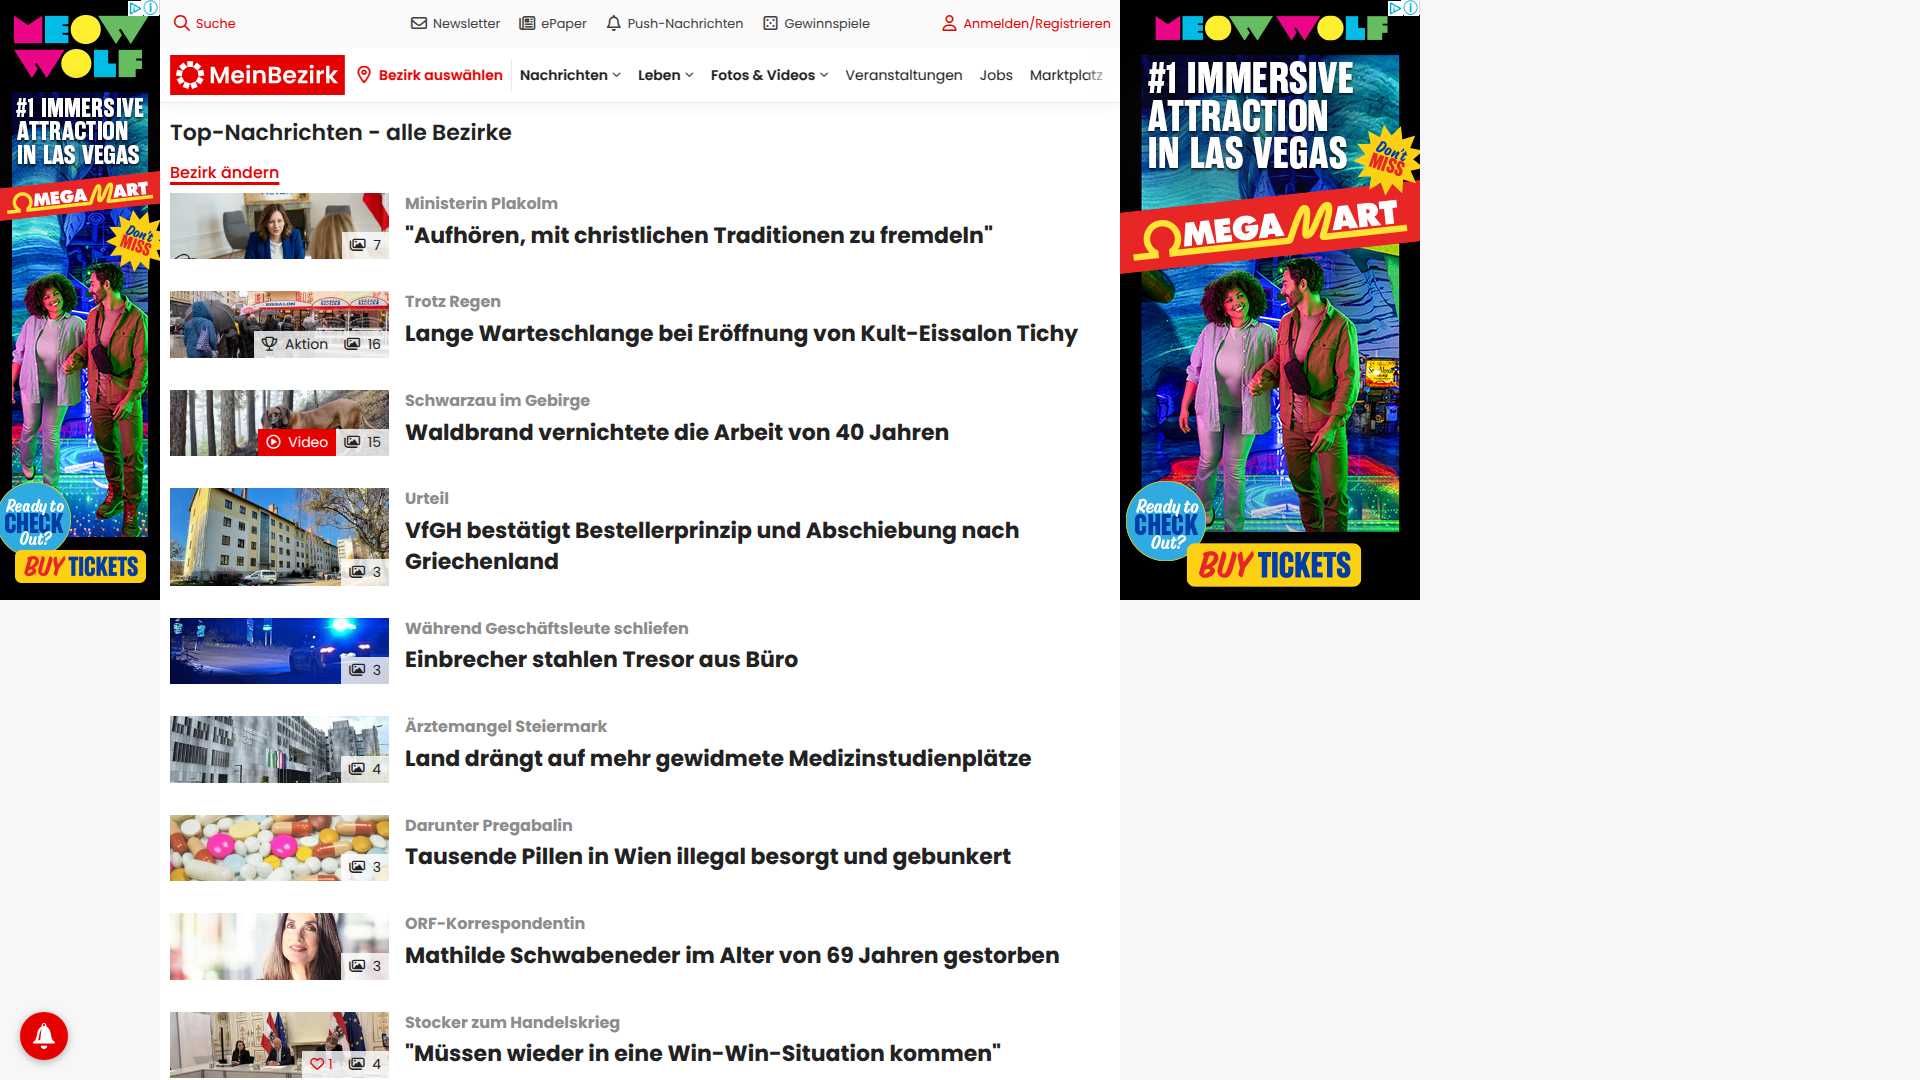 Suche
Newsletter
ePaper
Push-Nachrichten
Gewinnspiele
Anmelden/Registrieren
MeinBezirk
Bezirk auswählen
Nachrichten
Leben
Fotos & Videos
Veranstaltungen
Jobs
Marktplatz
Top-Nachrichten - alle Bezirke
Bezirk ändern
Ministerin Plakolm
"Aufhören, mit christlichen Traditionen zu fremdeln"
7
Trotz Regen
Lange Warteschlange bei Eröffnung von Kult-Eissalon Tichy
Aktion 16
Schwarzau im Gebirge
Waldbrand vernichtete die Arbeit von 40 Jahren
Video 15
Urteil
VfGH bestätigt Bestellerprinzip und Abschiebung nach
Griechenland
3
Während Geschäftsleute schliefen
Einbrecher stahlen Tresor aus Büro
3
Ärztemangel Steiermark
Land drängt auf mehr gewidmete Medizinstudienplätze
4
Darunter Pregabalin
Tausende Pillen in Wien illegal besorgt und gebunkert
3
ORF-Korrespondentin
Mathilde Schwabeneder im Alter von 69 Jahren gestorben
3
Stocker zum Handelskrieg
"Müssen wieder in eine Win-Win-Situation kommen"
1 4
MEOW
WOLF
#1 IMMERSIVE
ATTRACTION
IN LAS VEGAS
OMEGA MART
Don't
MISS
Ready to
CHECK
Out?
BUY TICKETS
MEOW WOLF
#1 IMMERSIVE
ATTRACTION
IN LAS VEGAS
Don't
MISS
OMEGA MART
Ready to
CHECK
Out?
BUY TICKETS